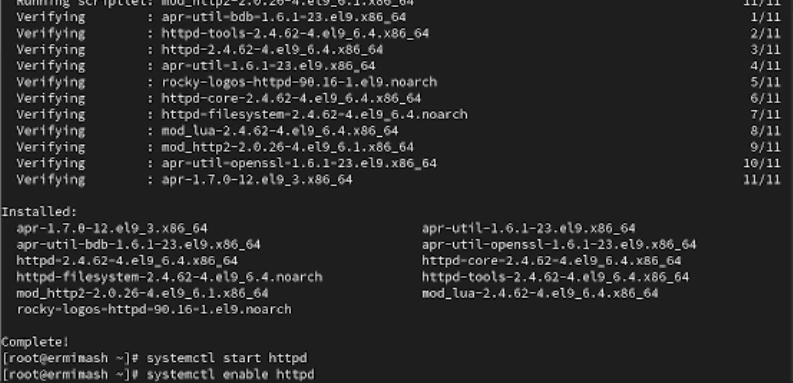 Running scriptlet: mod_http2-2.0.26-4.el9_6.1.x86_64 11/11
Verifying : apr-util-bdb-1.6.1-23.el9.x86_64 1/11
Verifying : httpd-tools-2.4.62-4.el9_6.4.x86_64 2/11
Verifying : httpd-2.4.62-4.el9_6.4.x86_64 3/11
Verifying : apr-util-1.6.1-23.el9.x86_64 4/11
Verifying : rocky-logos-httpd-90.16-1.el9.noarch 5/11
Verifying : httpd-core-2.4.62-4.el9_6.4.x86_64 6/11
Verifying : httpd-filesystem-2.4.62-4.el9_6.4.noarch 7/11
Verifying : mod_lua-2.4.62-4.el9_6.4.x86_64 8/11
Verifying : mod_http2-2.0.26-4.el9_6.1.x86_64 9/11
Verifying : apr-util-openssl-1.6.1-23.el9.x86_64 10/11
Verifying : apr-1.7.0-12.el9_3.x86_64 11/11
Installed:
apr-1.7.0-12.el9_3.x86_64 apr-util-1.6.1-23.el9.x86_64
apr-util-bdb-1.6.1-23.el9.x86_64 apr-util-openssl-1.6.1-23.el9.x86_64
httpd-2.4.62-4.el9_6.4.x86_64 httpd-core-2.4.62-4.el9_6.4.x86_64
httpd-filesystem-2.4.62-4.el9_6.4.noarch httpd-tools-2.4.62-4.el9_6.4.x86_64
mod_http2-2.0.26-4.el9_6.1.x86_64 mod_lua-2.4.62-4.el9_6.4.x86_64
rocky-logos-httpd-90.16-1.el9.noarch
Complete!
[root@ermimash ~]# systemctl start httpd
[root@ermimash ~]# systemctl enable httpd